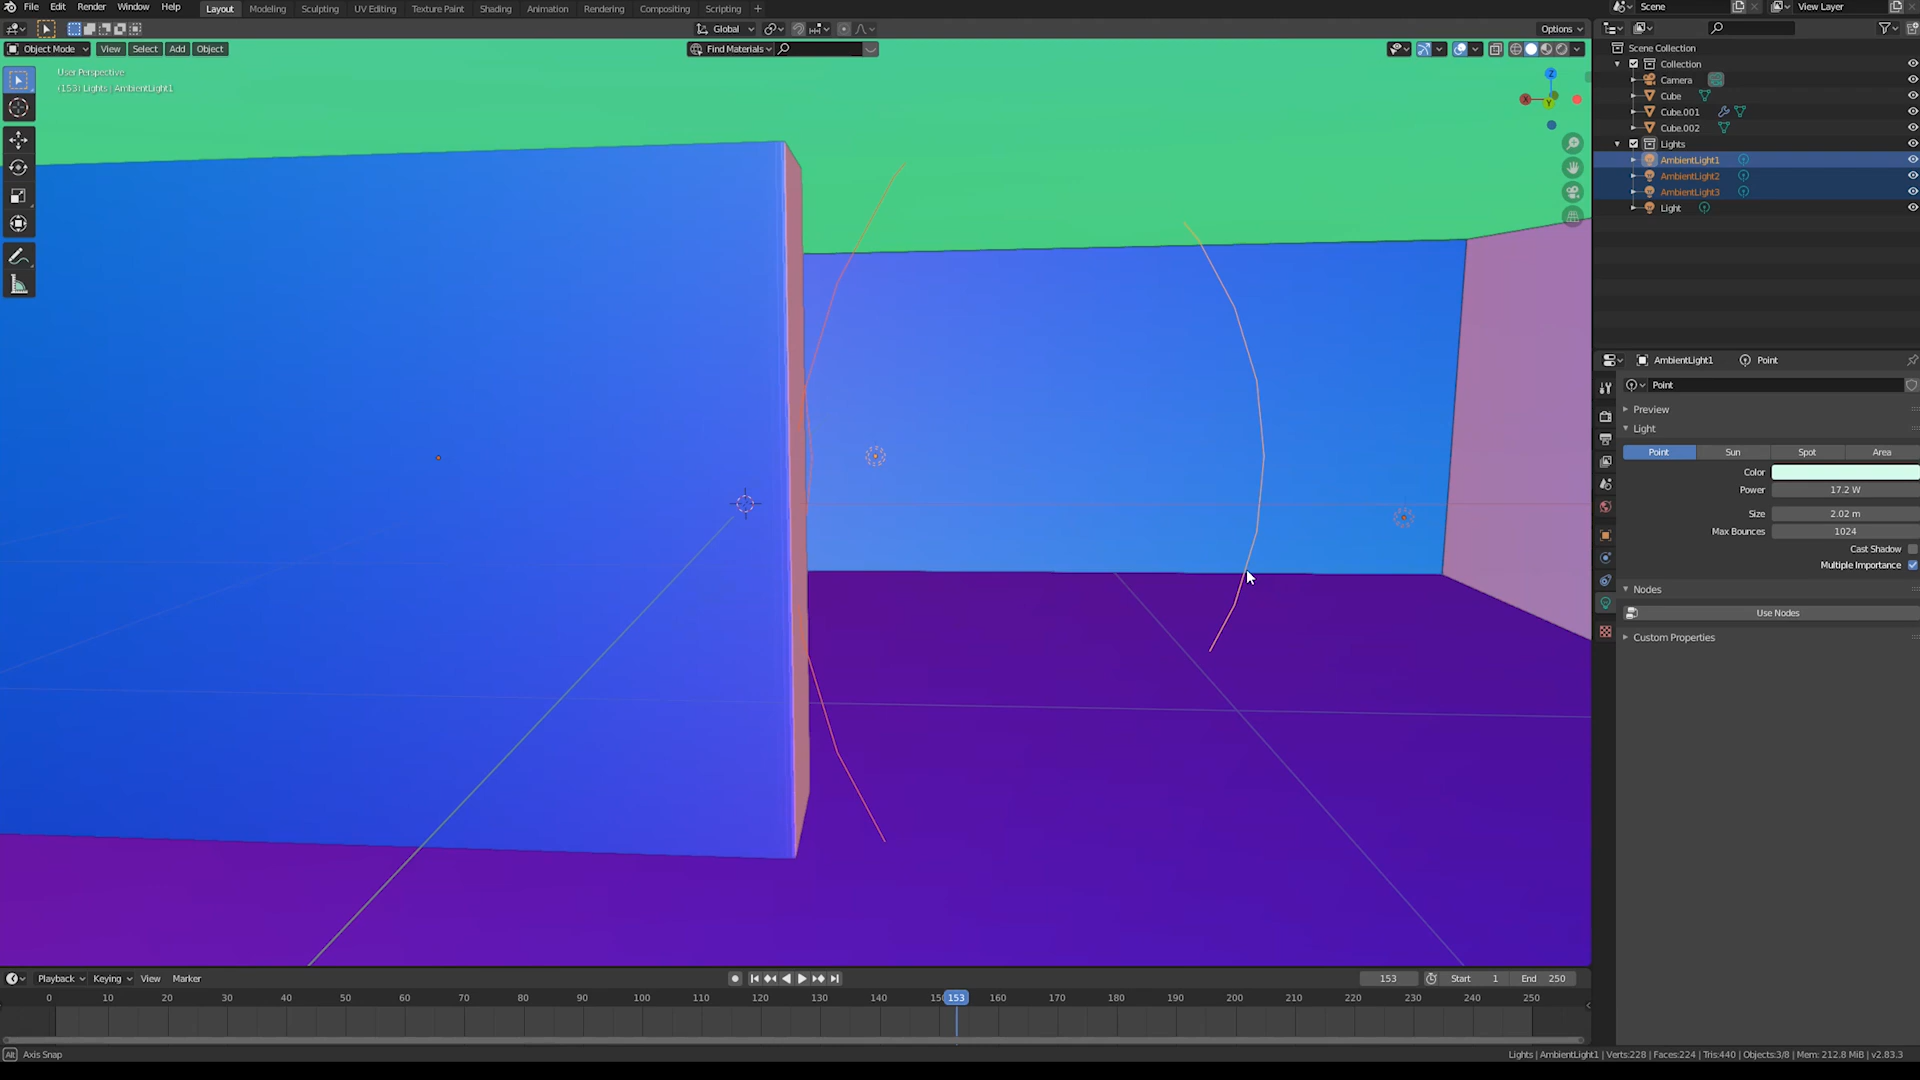 File Edit Render Window Help Layout Modeling Sculpting UV Editing Texture Paint Shading Animation Rendering Compositing Scripting + Scene View Layer
Global Options
Object Mode View Select Add Object Find Materials
User Perspective
(153) Lights | AmbientLight1
Z
X
Y
Scene Collection
Collection
Camera
Cube
Cube.001
Cube.002
Lights
AmbientLight1
AmbientLight2
AmbientLight3
Light
AmbientLight1 Point
Point
Preview
Light
Point Sun Spot Area
Color
Power 17.2 W
Size 2.02 m
Max Bounces 1024
Cast Shadow
Multiple Importance
Nodes
Use Nodes
Custom Properties
Playback Keying View Marker 153 Start 1 End 250
0 10 20 30 40 50 60 70 80 90 100 110 120 130 140 153 160 170 180 190 200 210 220 230 240 250
Alt Axis Snap Lights | AmbientLight1 | Verts:228 | Faces:224 | Tris:440 | Objects:3/8 | Mem: 212.8 MiB | v2.83.3